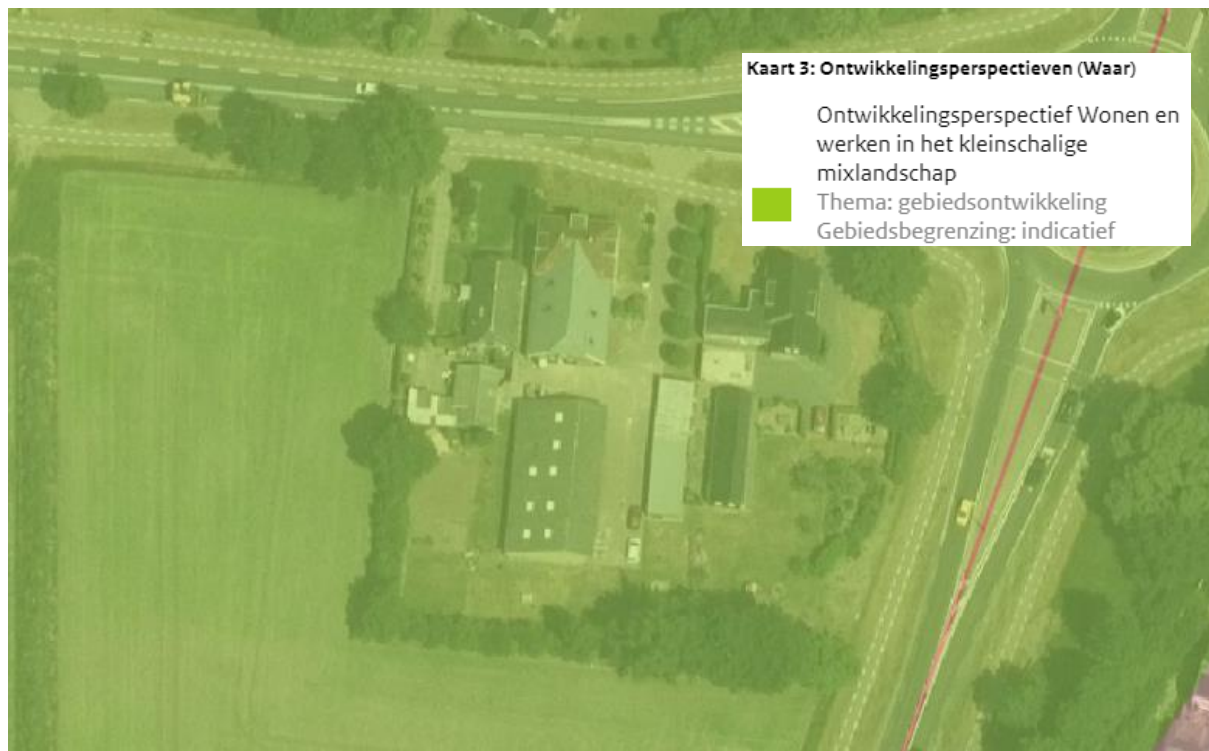 Kaart 3: Ontwikkelingsperspectieven (Waar)
Ontwikkelingsperspectief Wonen en
werken in het kleinschalige
mixlandschap
Thema: gebiedsontwikkeling
Gebiedsbegrenzing: indicatief